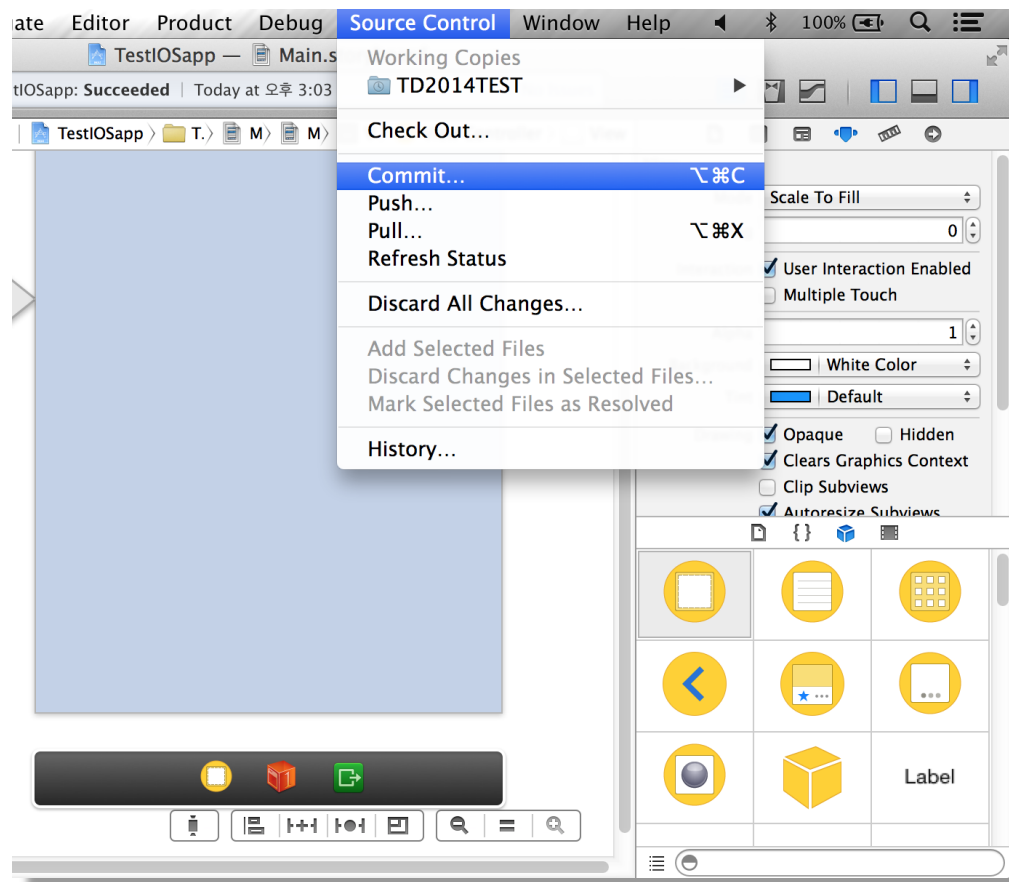 ate Editor Product Debug Source Control Window Help 100%
TestIOSapp — Main.s
tIOSapp: Succeeded | Today at 오후 3:03
TestIOSapp T. M M
Working Copies
TD2014TEST
Check Out...
Commit... ⌥⌘C
Push...
Pull... ⌥⌘X
Refresh Status
Discard All Changes...
Add Selected Files
Discard Changes in Selected Files...
Mark Selected Files as Resolved
History...
Scale To Fill
0
User Interaction Enabled
Multiple Touch
1
White Color
Default
Opaque Hidden
Clears Graphics Context
Clip Subviews
Autoresize Subviews
{}
Label